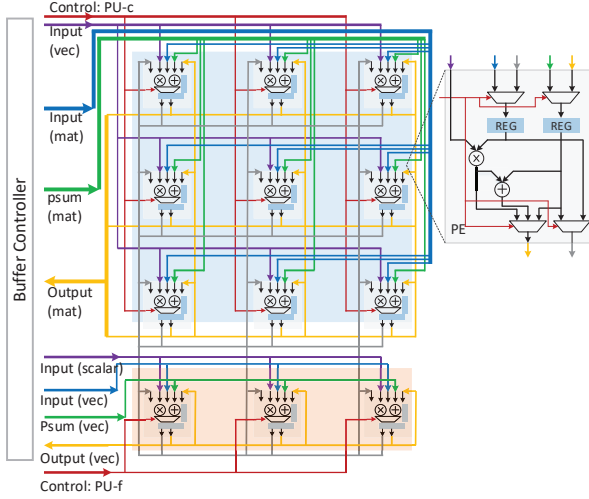 Control: PU-c
Input
(vec)
Input
(mat)
psum
(mat)
Output
(mat)
Buffer Controller
REG
REG
PE
Input (scalar)
Input (vec)
Psum (vec)
Output (vec)
Control: PU-f